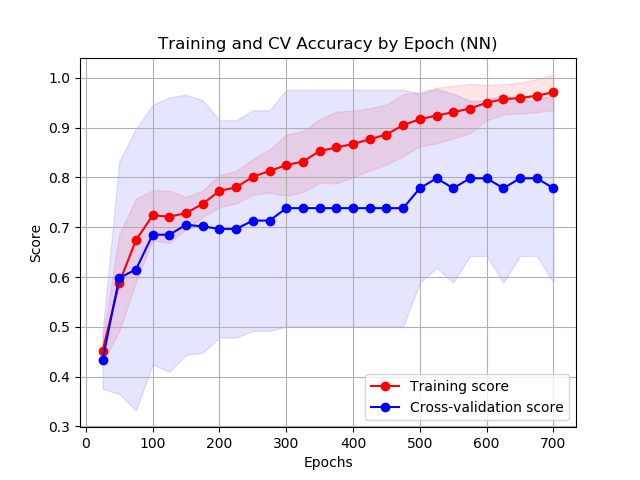 Training and CV Accuracy by Epoch (NN)
1.0
0.9
0.8
0.7
0.6
0.5
0.4
0.3
Score
Training score
Cross-validation score
0 100 200 300 400 500 600 700
Epochs